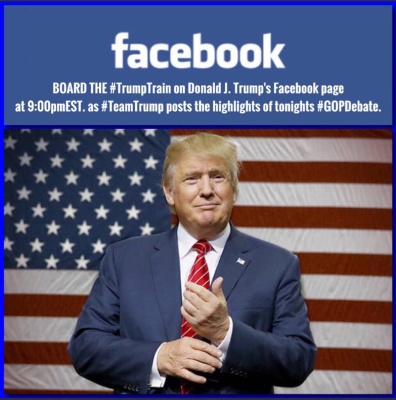 facebook
BOARD THE #TrumpTrain on Donald J. Trump's Facebook page
at 9:00pmEST. as #TeamTrump posts the highlights of tonights #GOPDebate.